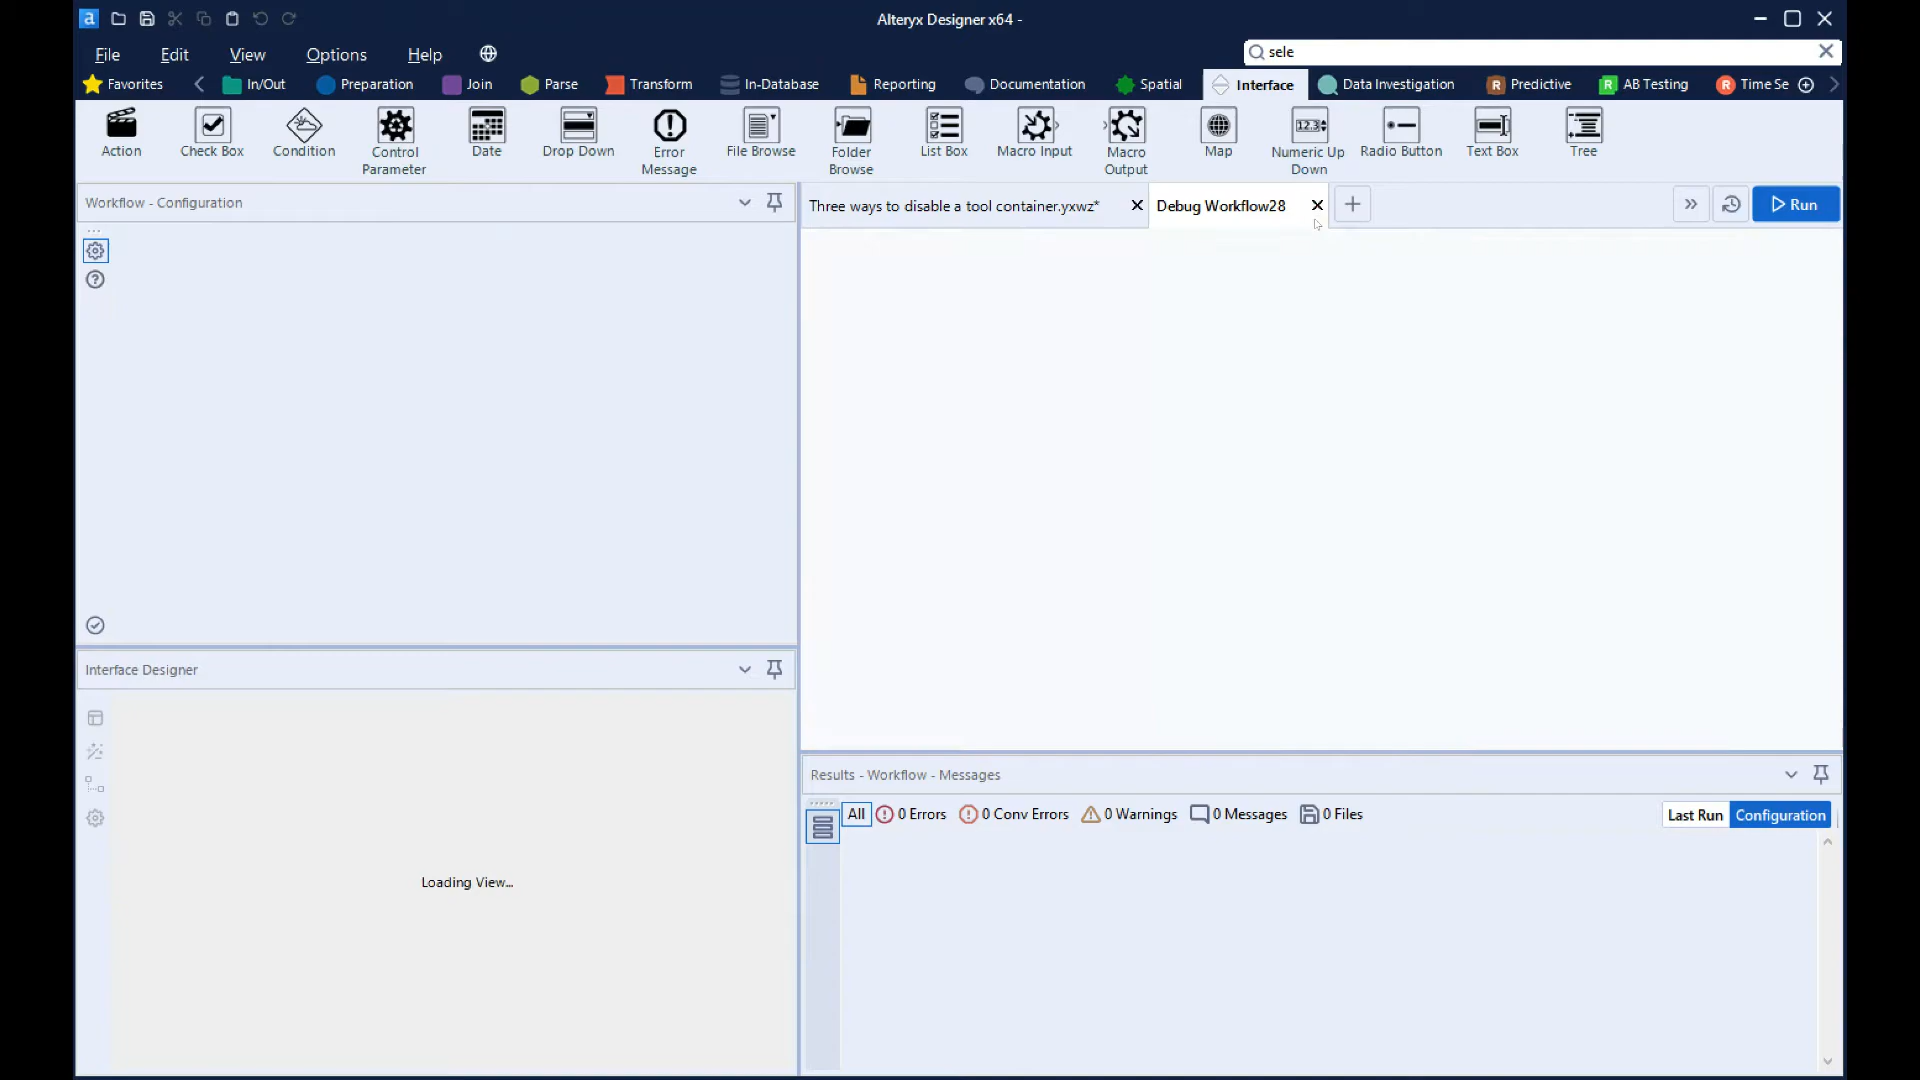 Alteryx Designer x64 -
File Edit View Options Help
sele
Favorites In/Out Preparation Join Parse Transform In-Database Reporting Documentation Spatial Interface Data Investigation Predictive AB Testing Time Se
Action Check Box Condition Control Parameter Date Drop Down Error Message File Browse Folder Browse List Box Macro Input Macro Output Map Numeric Up Down Radio Button Text Box Tree
Workflow - Configuration
Three ways to disable a tool container.yxwz* Debug Workflow28 Run
Interface Designer
Loading View...
Results - Workflow - Messages
All 0 Errors 0 Conv Errors 0 Warnings 0 Messages 0 Files Last Run Configuration